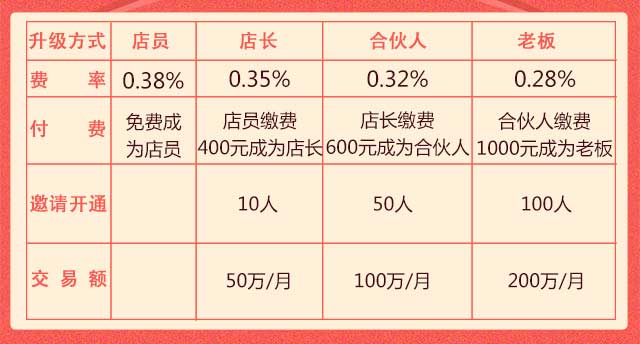 升级方式 店员 店长 合伙人 老板
费率 0.38% 0.35% 0.32% 0.28%
付费 免费成为店员 店员缴费400元成为店长 店长缴费600元成为合伙人 合伙人缴费1000元成为老板
邀请开通 10人 50人 100人
交易额 50万/月 100万/月 200万/月